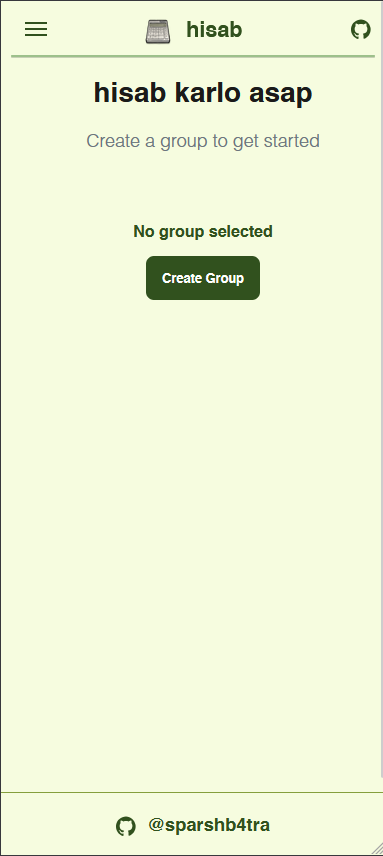 hisab
hisab karlo asap
Create a group to get started
No group selected
Create Group
@sparshb4tra